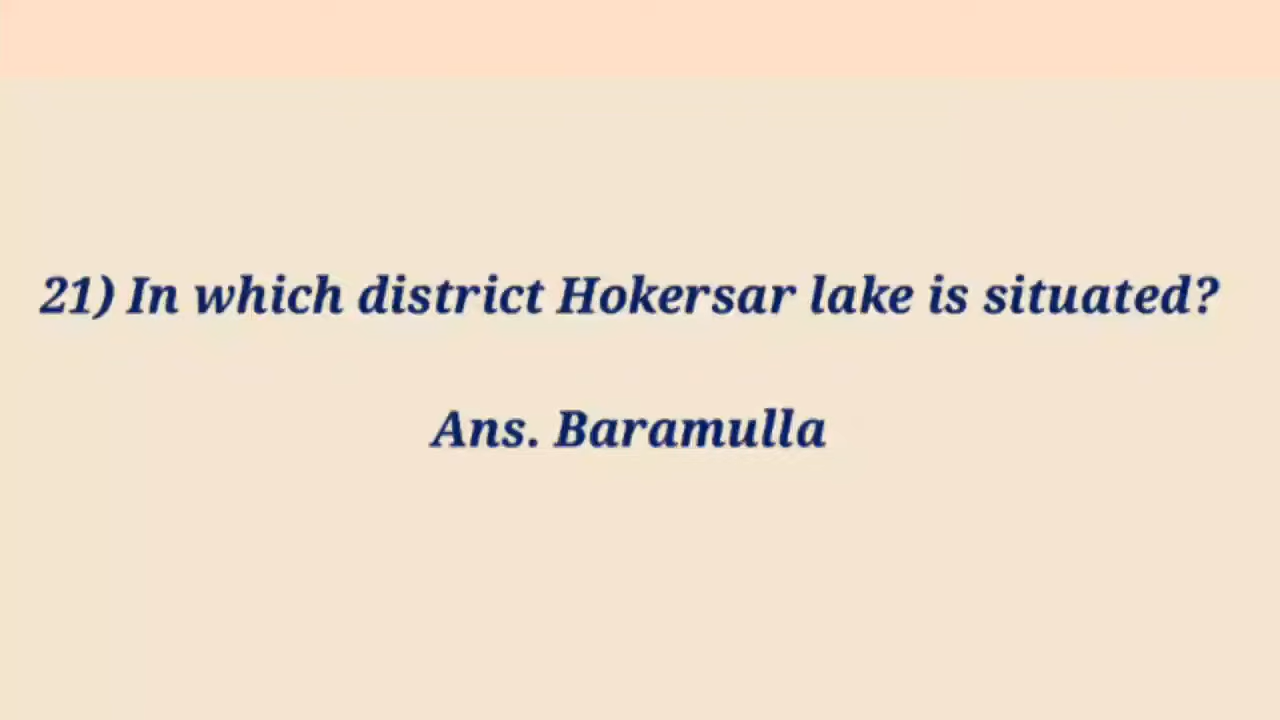 21) In which district Hokersar lake is situated?
Ans. Baramulla